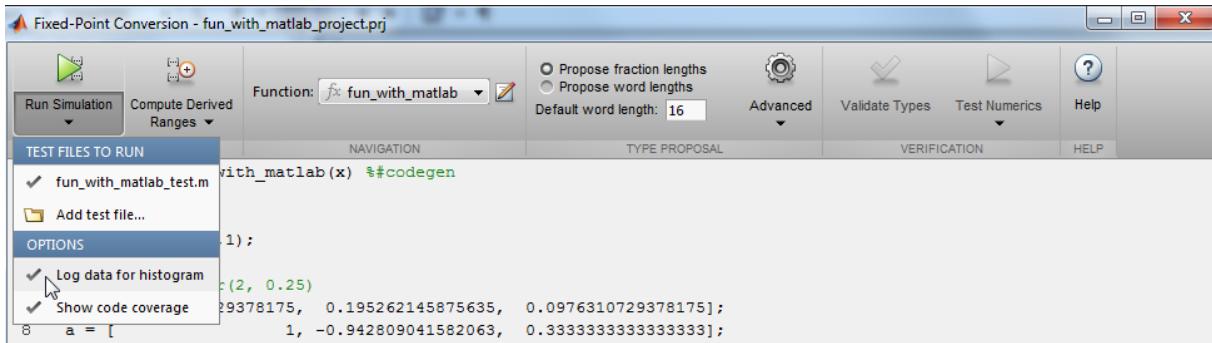 Fixed-Point Conversion - fun_with_matlab_project.prj
Run Simulation
Compute Derived
Ranges
Function: fx fun_with_matlab
Propose fraction lengths
Propose word lengths
Default word length: 16
Advanced
Validate Types
Test Numerics
Help
NAVIGATION
TYPE PROPOSAL
VERIFICATION
HELP
TEST FILES TO RUN
fun_with_matlab_test.m
Add test file...
OPTIONS
Log data for histogram
Show code coverage
ith_matlab(x) %#codegen
1);
(2, 0.25)
29378175, 0.195262145875635, 0.0976310729378175];
8 a = [ 1, -0.942809041582063, 0.3333333333333333];